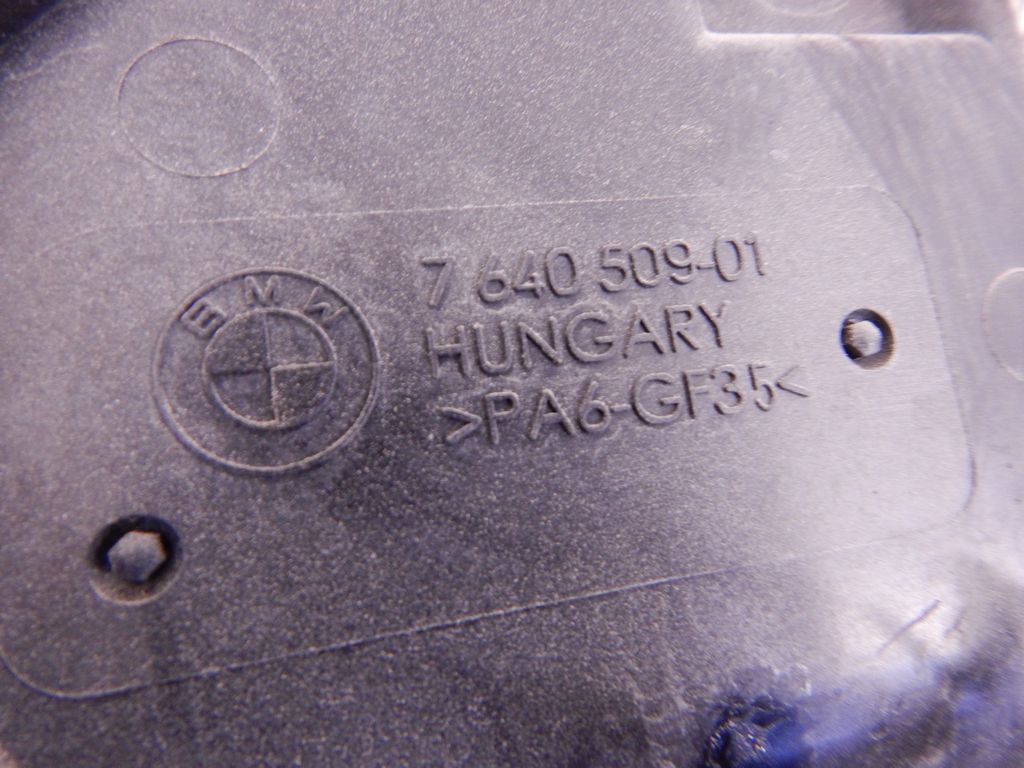 BMW
7 640 509-01
HUNGARY
>PA6-GF35<